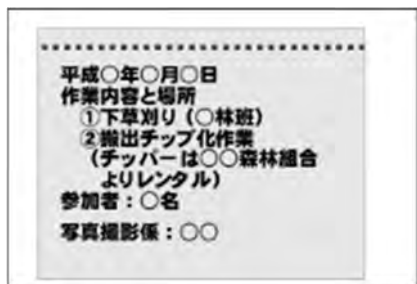 平成○年○月○日
作業内容と場所
①下草刈り（○林班）
②搬出チップ化作業
（チッパーは○○森林組合
よりレンタル）
参加者：○名
写真撮影係：○○